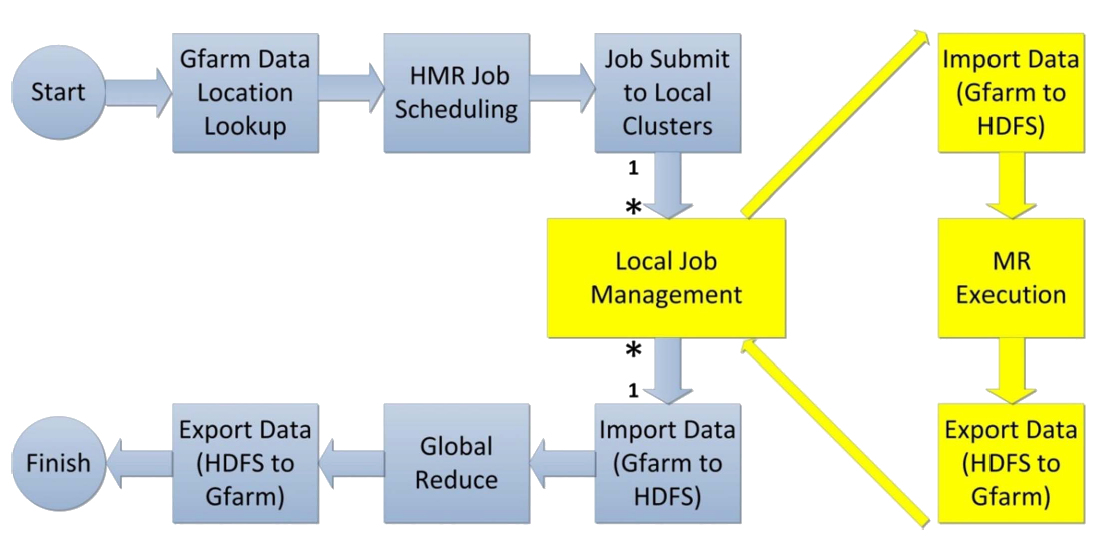 Start
Gfarm Data
Location
Lookup
HMR Job
Scheduling
Job Submit
to Local
Clusters
1
*
Local Job
Management
*
1
Import Data
(Gfarm to
HDFS)
MR
Execution
Export Data
(HDFS to
Gfarm)
Import Data
(Gfarm to
HDFS)
Global
Reduce
Export Data
(HDFS to
Gfarm)
Finish